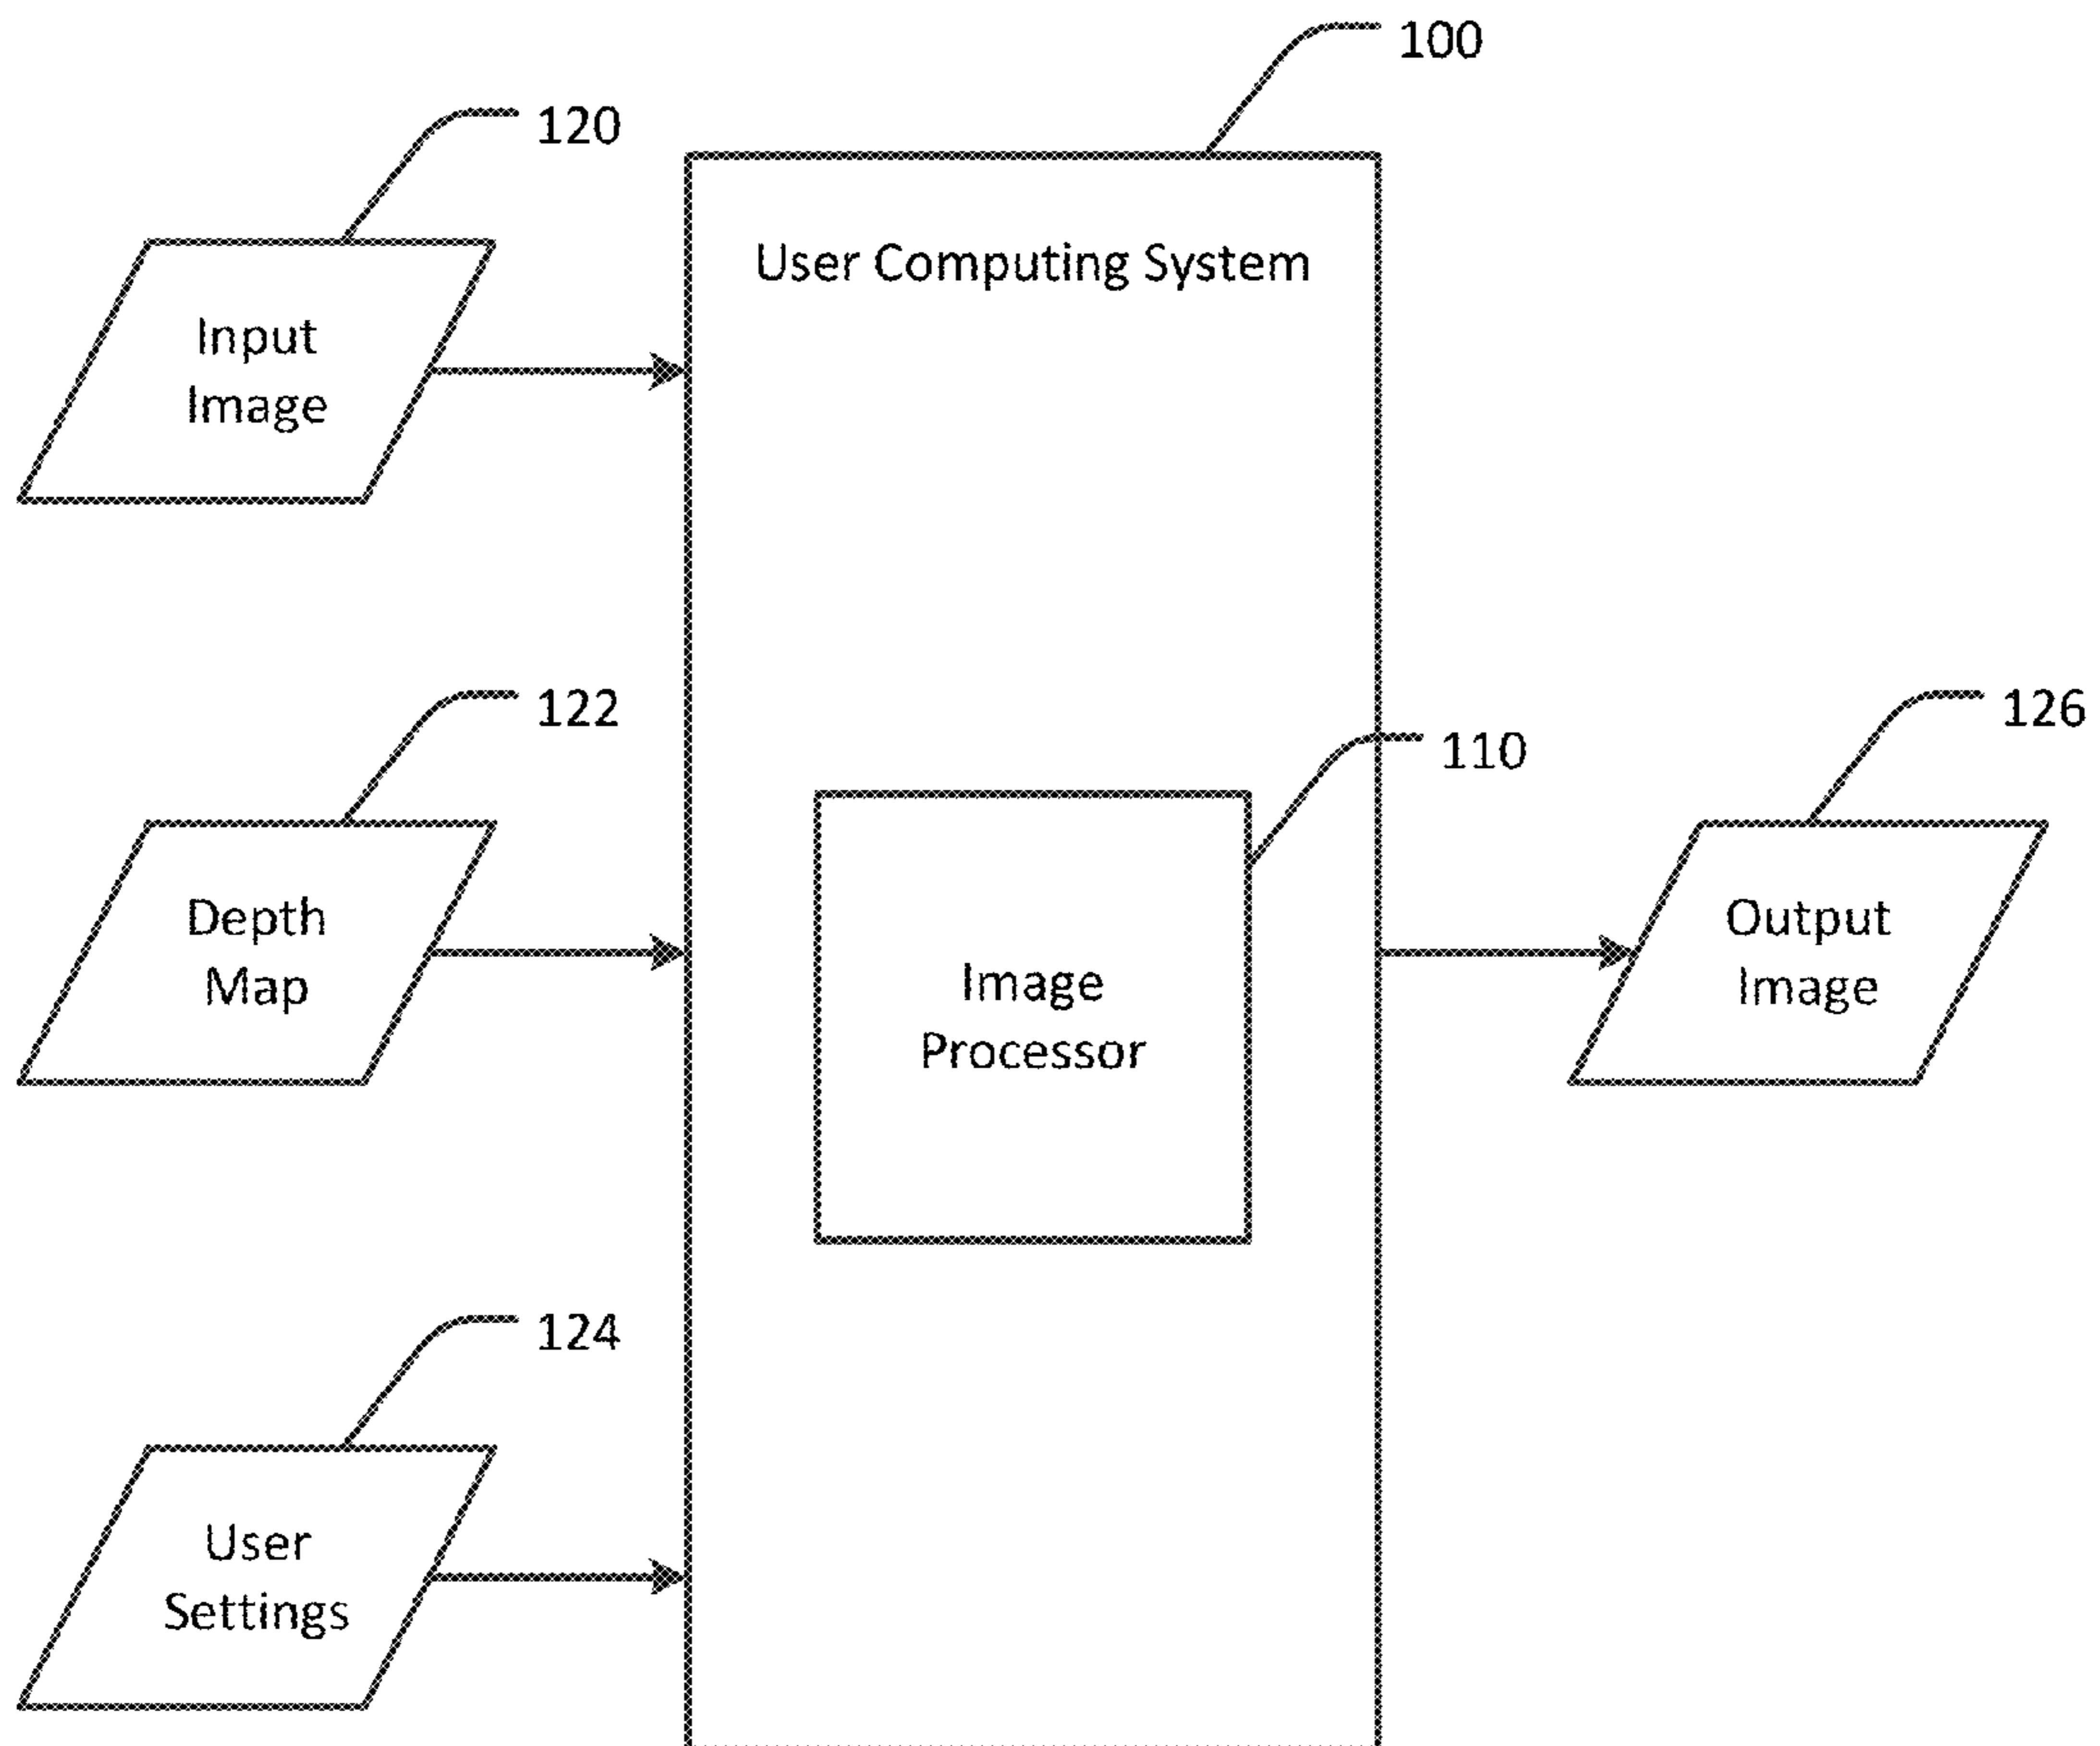 100
120
User Computing System
Input
Image
122
126
110
Depth
Map
Output
Image
Image
Processor
124
User
Settings